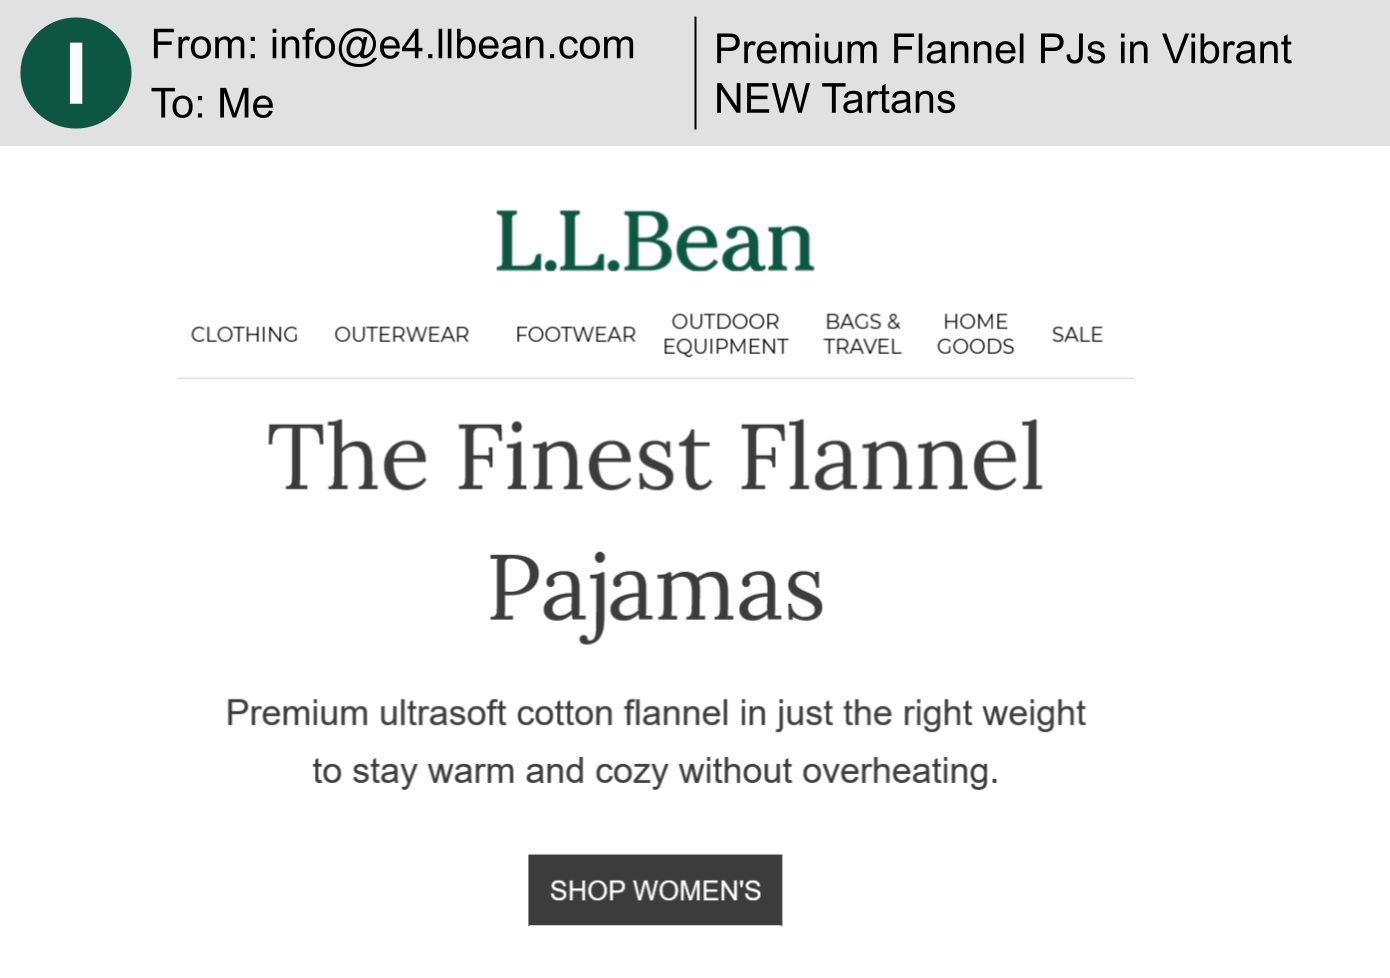 I
From: info@e4.llbean.com
To: Me
Premium Flannel PJs in Vibrant
NEW Tartans
L.L.Bean
CLOTHING OUTERWEAR FOOTWEAR OUTDOOR EQUIPMENT BAGS & TRAVEL HOME GOODS SALE
The Finest Flannel
Pajamas
Premium ultrasoft cotton flannel in just the right weight
to stay warm and cozy without overheating.
SHOP WOMEN'S